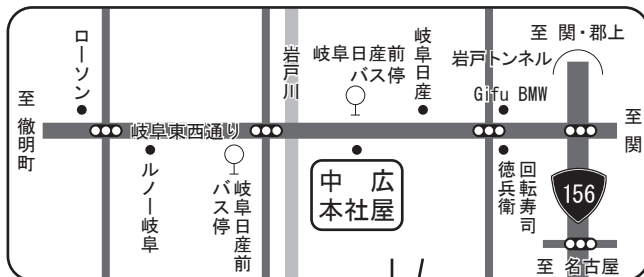 ローソン
岩戸川
岐阜日産前
バス停
岐阜日産
至 関・郡上
岩戸トンネル
Gifu BMW
至 徹明町
岐阜東西通り
至 関
ルノー岐阜
岐阜日産前
バス停
中 広
本社屋
回転寿司
徳兵衛
156
至 名古屋